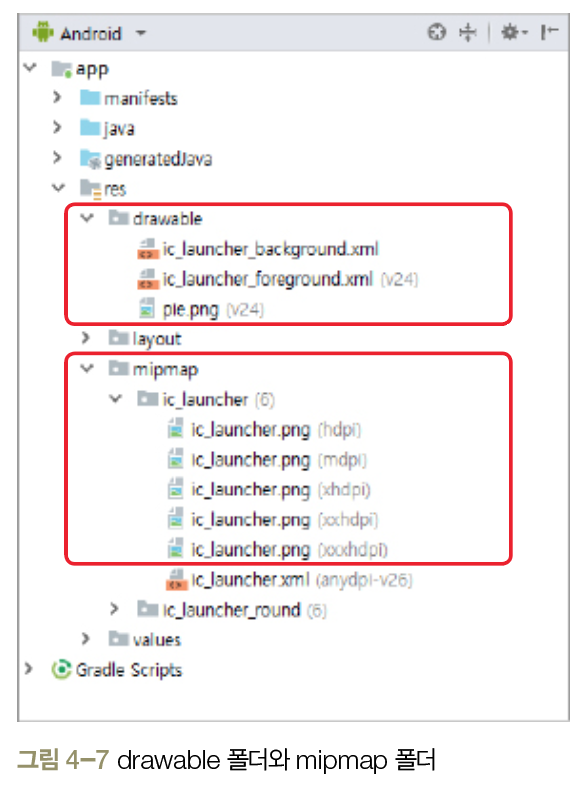 Android
app
manifests
java
generatedJava
res
drawable
ic_launcher_background.xml
ic_launcher_foreground.xml (v24)
pie.png (v24)
layout
mipmap
ic_launcher (6)
ic_launcher.png (hdpi)
ic_launcher.png (mdpi)
ic_launcher.png (xhdpi)
ic_launcher.png (xxhdpi)
ic_launcher.png (xxxhdpi)
ic_launcher.xml (anydpi-v26)
ic_launcher_round (6)
values
Gradle Scripts
그림 4-7 drawable 폴더와 mipmap 폴더